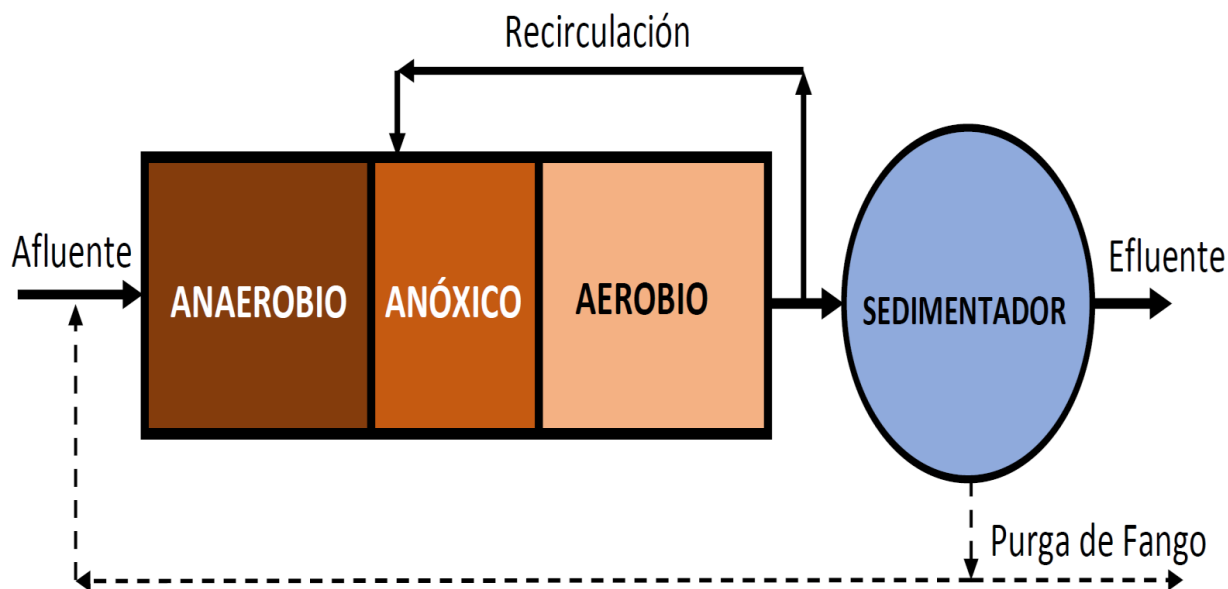 Recirculación
Afluente
ANAEROBIO
ANÓXICO
AEROBIO
SEDIMENTADOR
Efluente
Purga de Fango